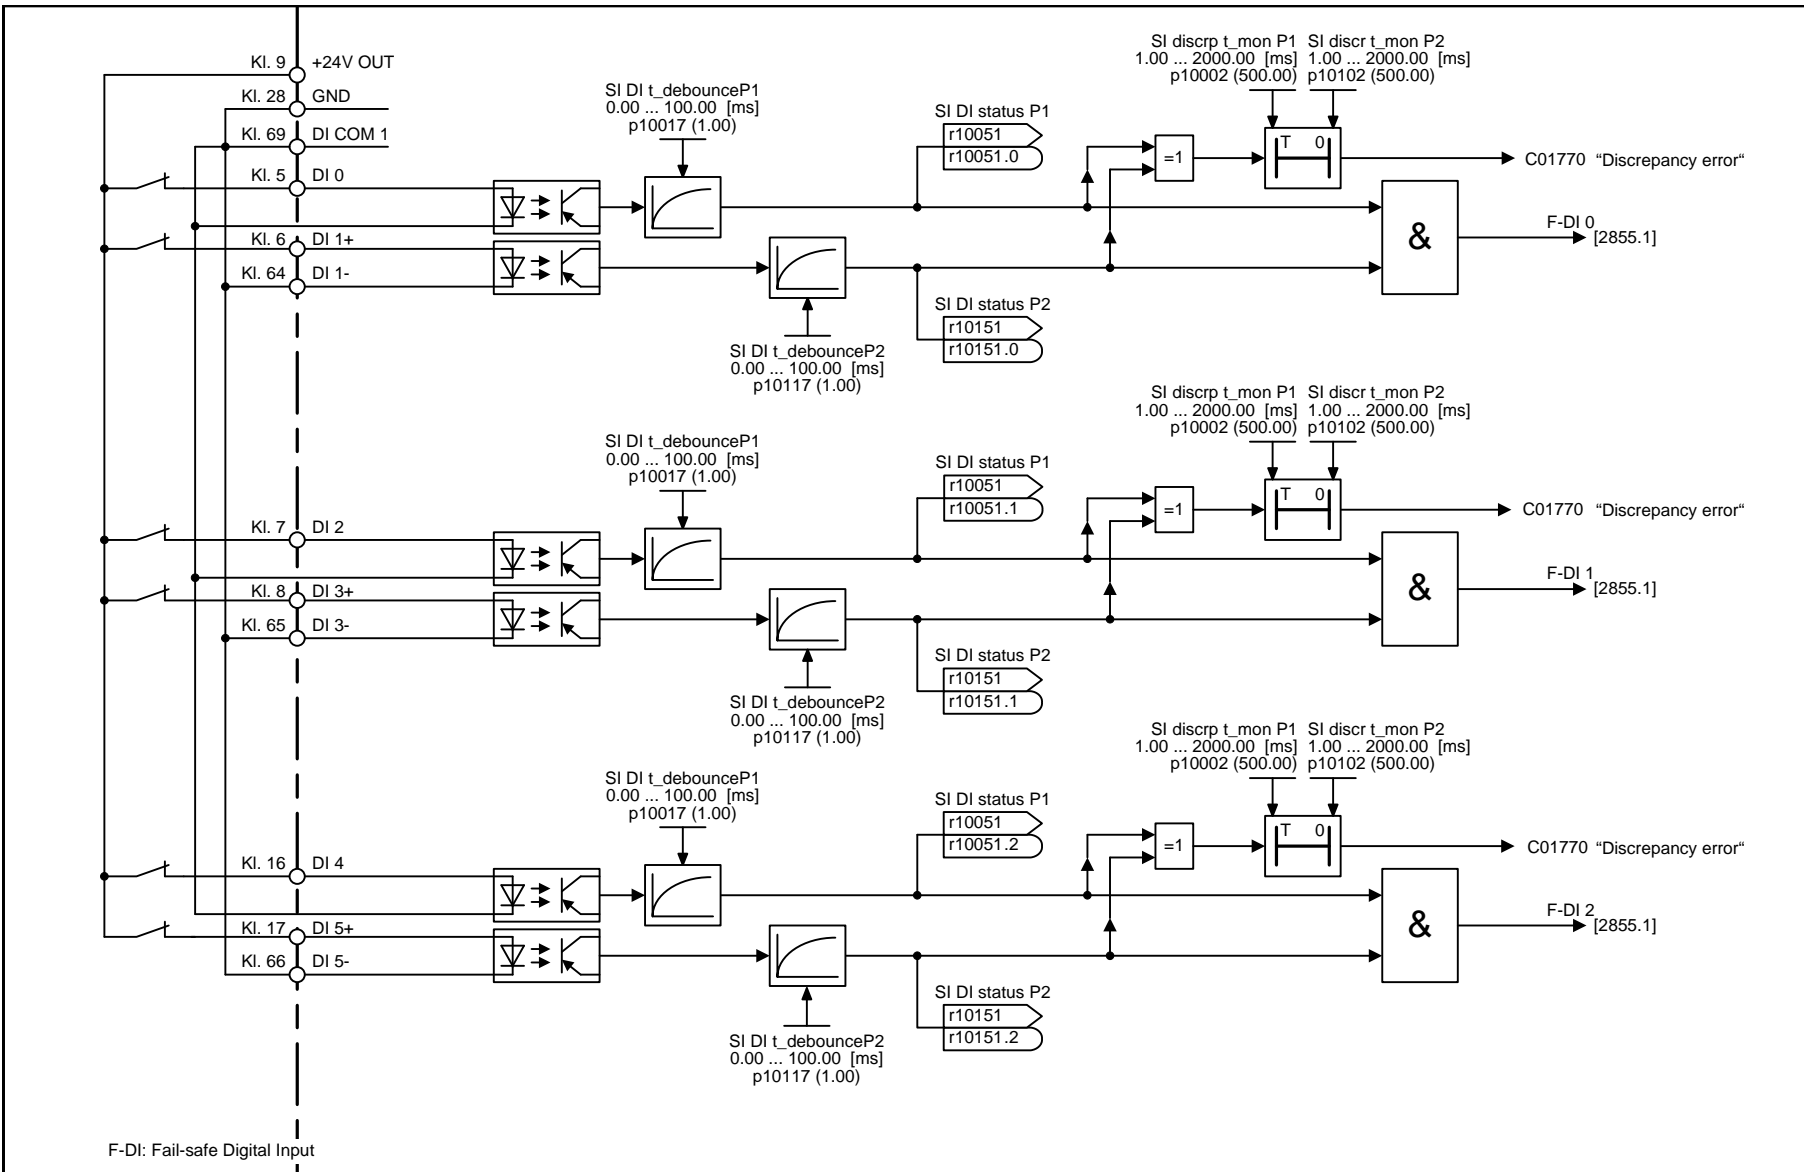 SI discrp t_mon P1 SI discr t_mon P2
1.00 ... 2000.00 [ms] 1.00 ... 2000.00 [ms]
p10002 (500.00) p10102 (500.00)
Kl. 9 +24V OUT
Kl. 28 GND
Kl. 69 DI COM 1
Kl. 5 DI 0
Kl. 6 DI 1+
Kl. 64 DI 1-
SI DI t_debounceP1
0.00 ... 100.00 [ms]
p10017 (1.00)
SI DI status P1
r10051
r10051.0
=1
T 0
C01770 “Discrepancy error“
&
F-DI 0
[2855.1]
SI DI status P2
r10151
r10151.0
SI DI t_debounceP2
0.00 ... 100.00 [ms]
p10117 (1.00)
SI discrp t_mon P1 SI discr t_mon P2
1.00 ... 2000.00 [ms] 1.00 ... 2000.00 [ms]
p10002 (500.00) p10102 (500.00)
SI DI t_debounceP1
0.00 ... 100.00 [ms]
p10017 (1.00)
SI DI status P1
r10051
r10051.1
=1
T 0
C01770 “Discrepancy error“
Kl. 7 DI 2
Kl. 8 DI 3+
Kl. 65 DI 3-
&
F-DI 1
[2855.1]
SI DI status P2
r10151
r10151.1
SI DI t_debounceP2
0.00 ... 100.00 [ms]
p10117 (1.00)
SI discrp t_mon P1 SI discr t_mon P2
1.00 ... 2000.00 [ms] 1.00 ... 2000.00 [ms]
p10002 (500.00) p10102 (500.00)
SI DI t_debounceP1
0.00 ... 100.00 [ms]
p10017 (1.00)
SI DI status P1
r10051
r10051.2
=1
T 0
C01770 “Discrepancy error“
Kl. 16 DI 4
Kl. 17 DI 5+
Kl. 66 DI 5-
&
F-DI 2
[2855.1]
SI DI status P2
r10151
r10151.2
SI DI t_debounceP2
0.00 ... 100.00 [ms]
p10117 (1.00)
F-DI: Fail-safe Digital Input